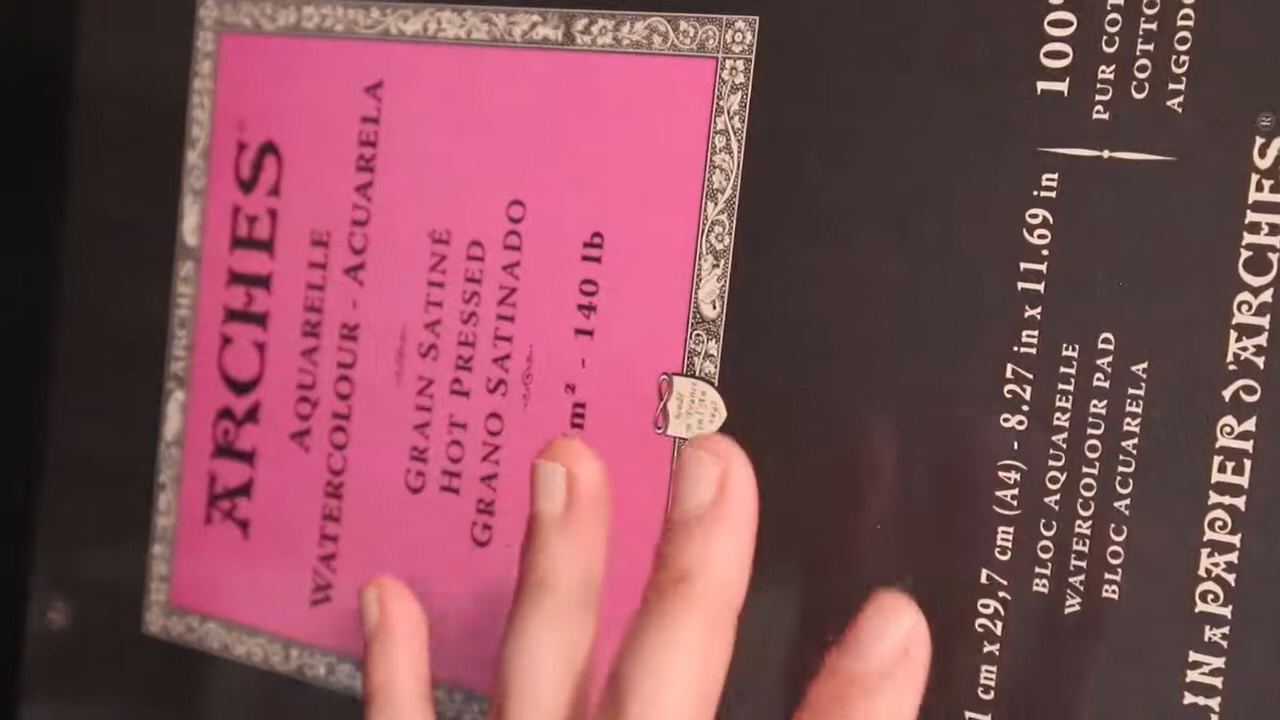 D'ARCHES
ARCHES
AQUARELLE
WATERCOLOUR - ACUARELA
GRAIN SATINÉ
HOT PRESSED
GRANO SATINADO
m² - 140 lb
1 cm x 29,7 cm (A4) - 8.27 in x 11.69 in
BLOC AQUARELLE
WATERCOLOUR PAD
BLOC ACUARELA
100%
PUR COT
COTTO
ALGODO
LIN A PAPIER D'ARCHES®